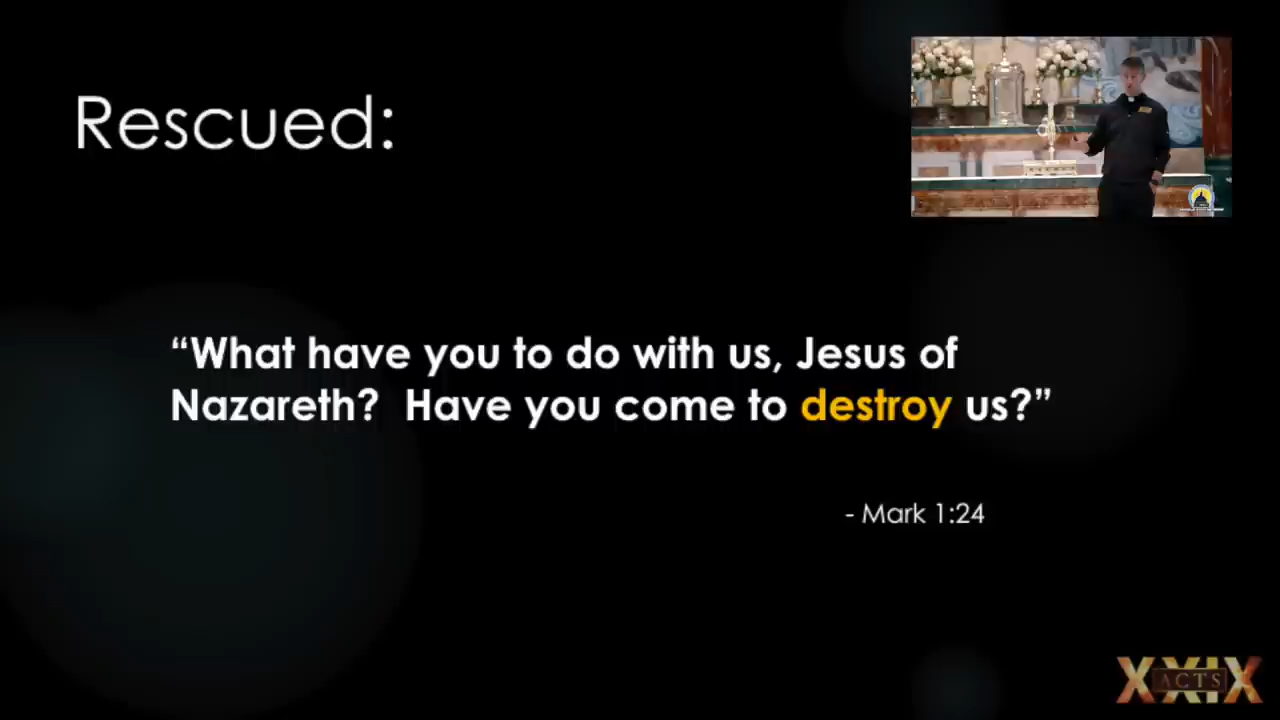 Rescued:
“What have you to do with us, Jesus of
Nazareth?  Have you come to destroy us?”
- Mark 1:24
XXIX
ACTS